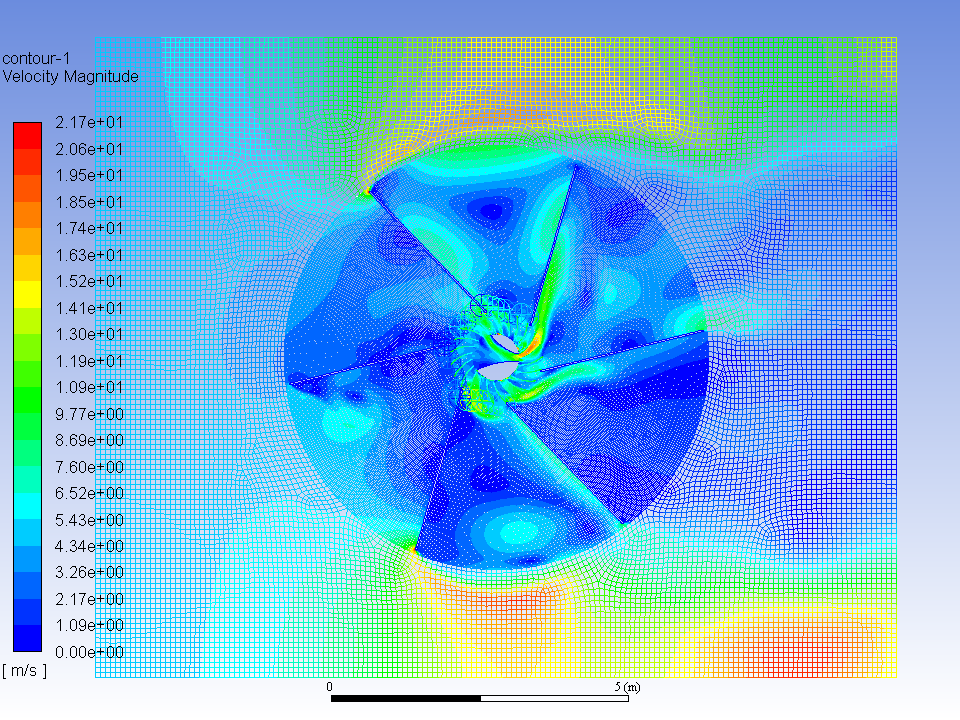 contour-1
Velocity Magnitude
2.17e+01
2.06e+01
1.95e+01
1.85e+01
1.74e+01
1.63e+01
1.52e+01
1.41e+01
1.30e+01
1.19e+01
1.09e+01
9.77e+00
8.69e+00
7.60e+00
6.52e+00
5.43e+00
4.34e+00
3.26e+00
2.17e+00
1.09e+00
0.00e+00
[ m/s ]
0 5 (m)